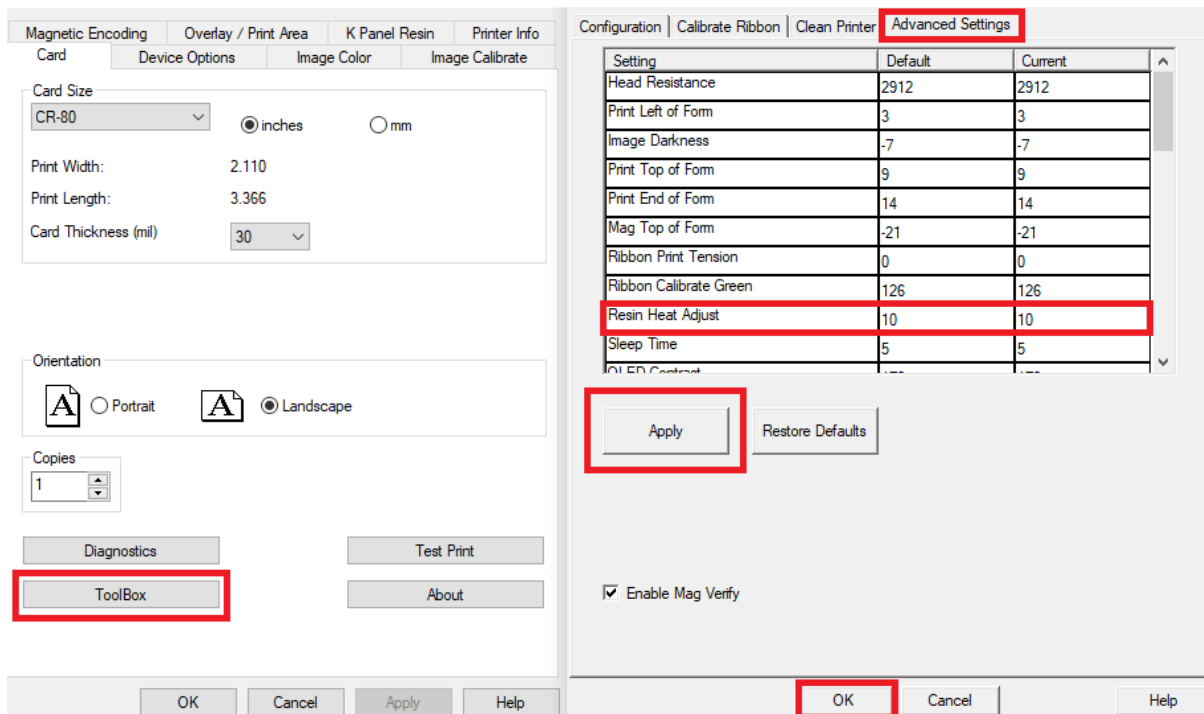 Magnetic Encoding Overlay / Print Area K Panel Resin Printer Info
Card Device Options Image Color Image Calibrate
Card Size
CR-80 inches mm
Print Width: 2.110
Print Length: 3.366
Card Thickness (mil) 30
Orientation
A Portrait A Landscape
Copies
1
Diagnostics Test Print
ToolBox About
OK Cancel Apply Help
Configuration Calibrate Ribbon Clean Printer Advanced Settings
Setting Default Current
Head Resistance 2912 2912
Print Left of Form 3 3
Image Darkness -7 -7
Print Top of Form 9 9
Print End of Form 14 14
Mag Top of Form -21 -21
Ribbon Print Tension 0 0
Ribbon Calibrate Green 126 126
Resin Heat Adjust 10 10
Sleep Time 5 5
OLED Contrast
Apply Restore Defaults
Enable Mag Verify
OK Cancel Help